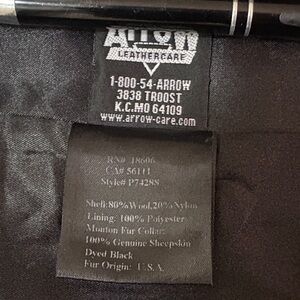 Arrow
LEATHERCARE
1-800-54-ARROW
3838 TROOST
K.C.MO 64109
www.arrow-care.com
RN# 18606
CA# 56111
Style# P7428S
Shell:80%Wool,20%Nylon
Lining: 100% Polyester
Mouton Fur Collar:
100% Genuine Sheepskin
Dyed Black
Fur Origin: U.S.A.